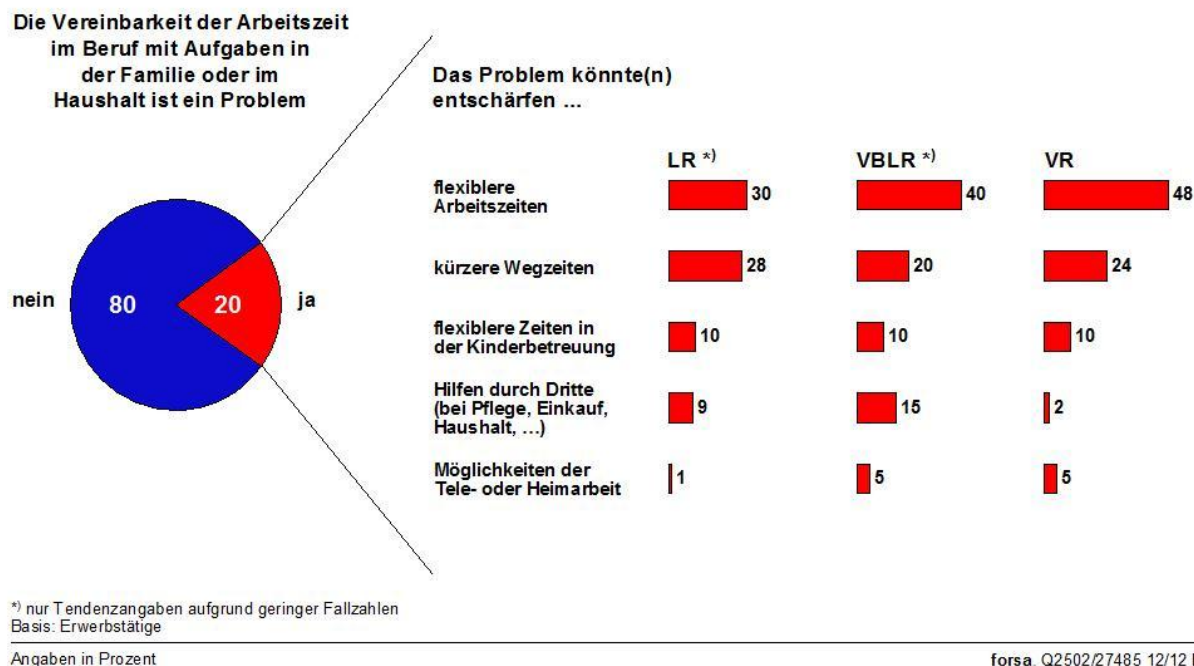 Die Vereinbarkeit der Arbeitszeit
im Beruf mit Aufgaben in
der Familie oder im
Haushalt ist ein Problem
nein
80
20
ja
Das Problem könnte(n)
entschärfen ...
LR *) VBLR *) VR
flexiblere
Arbeitszeiten
30 40 48
kürzere Wegzeiten 28 20 24
flexiblere Zeiten in
der Kinderbetreuung
10 10 10
Hilfen durch Dritte
(bei Pflege, Einkauf,
Haushalt, ...)
9 15 2
Möglichkeiten der
Tele- oder Heimarbeit
1 5 5
*) nur Tendenzangaben aufgrund geringer Fallzahlen
Basis: Erwerbstätige
Angaben in Prozent
forsa. Q2502/27485 12/12